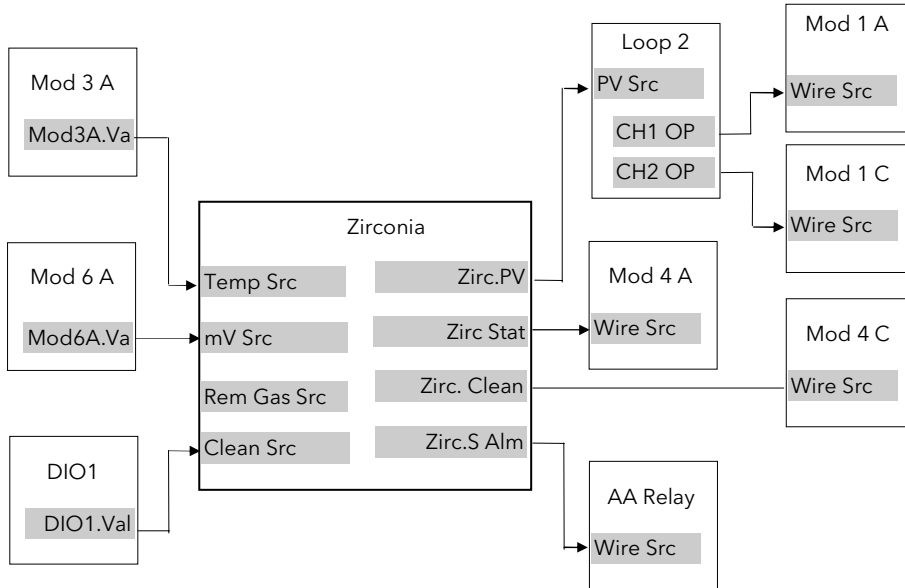 Mod 3 A
Mod3A.Va
Mod 6 A
Mod6A.Va
DIO1
DIO1.Val
Zirconia
Temp Src
Zirc.PV
mV Src
Zirc Stat
Rem Gas Src
Zirc. Clean
Clean Src
Zirc.S Alm
Loop 2
PV Src
CH1 OP
CH2 OP
Mod 1 A
Wire Src
Mod 1 C
Wire Src
Mod 4 A
Wire Src
Mod 4 C
Wire Src
AA Relay
Wire Src